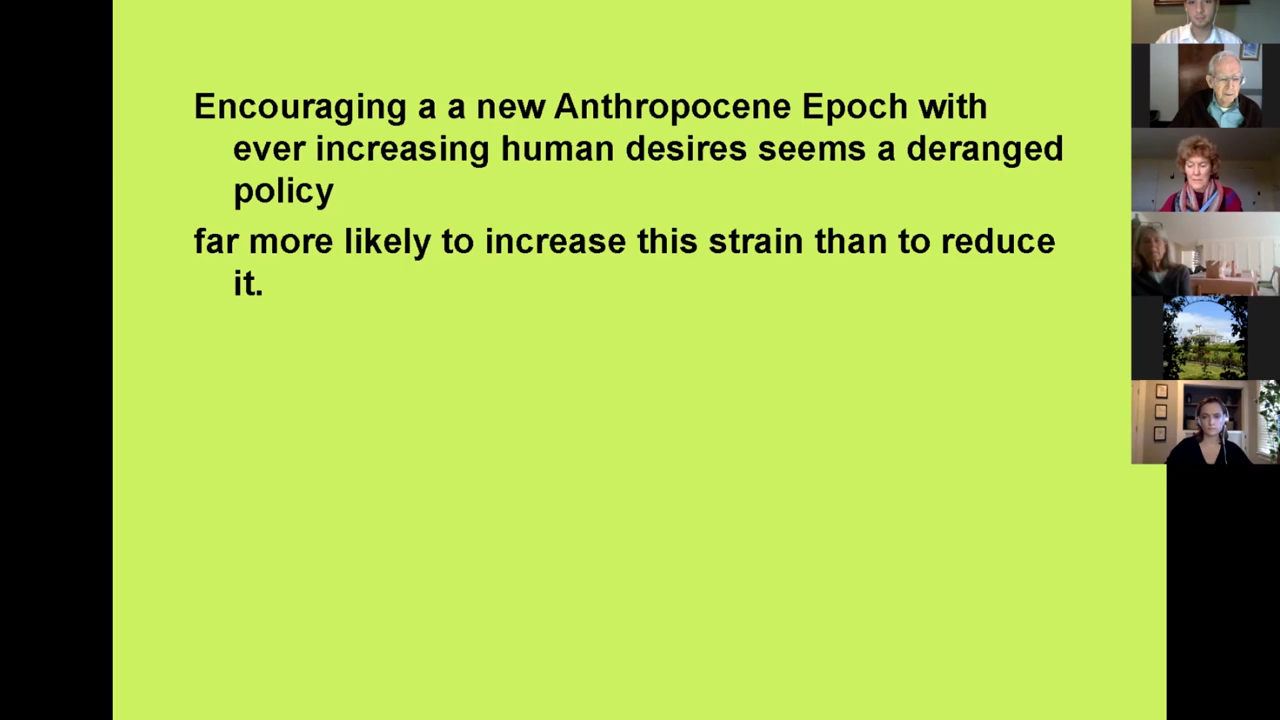 Encouraging a a new Anthropocene Epoch with
ever increasing human desires seems a deranged
policy
far more likely to increase this strain than to reduce
it.